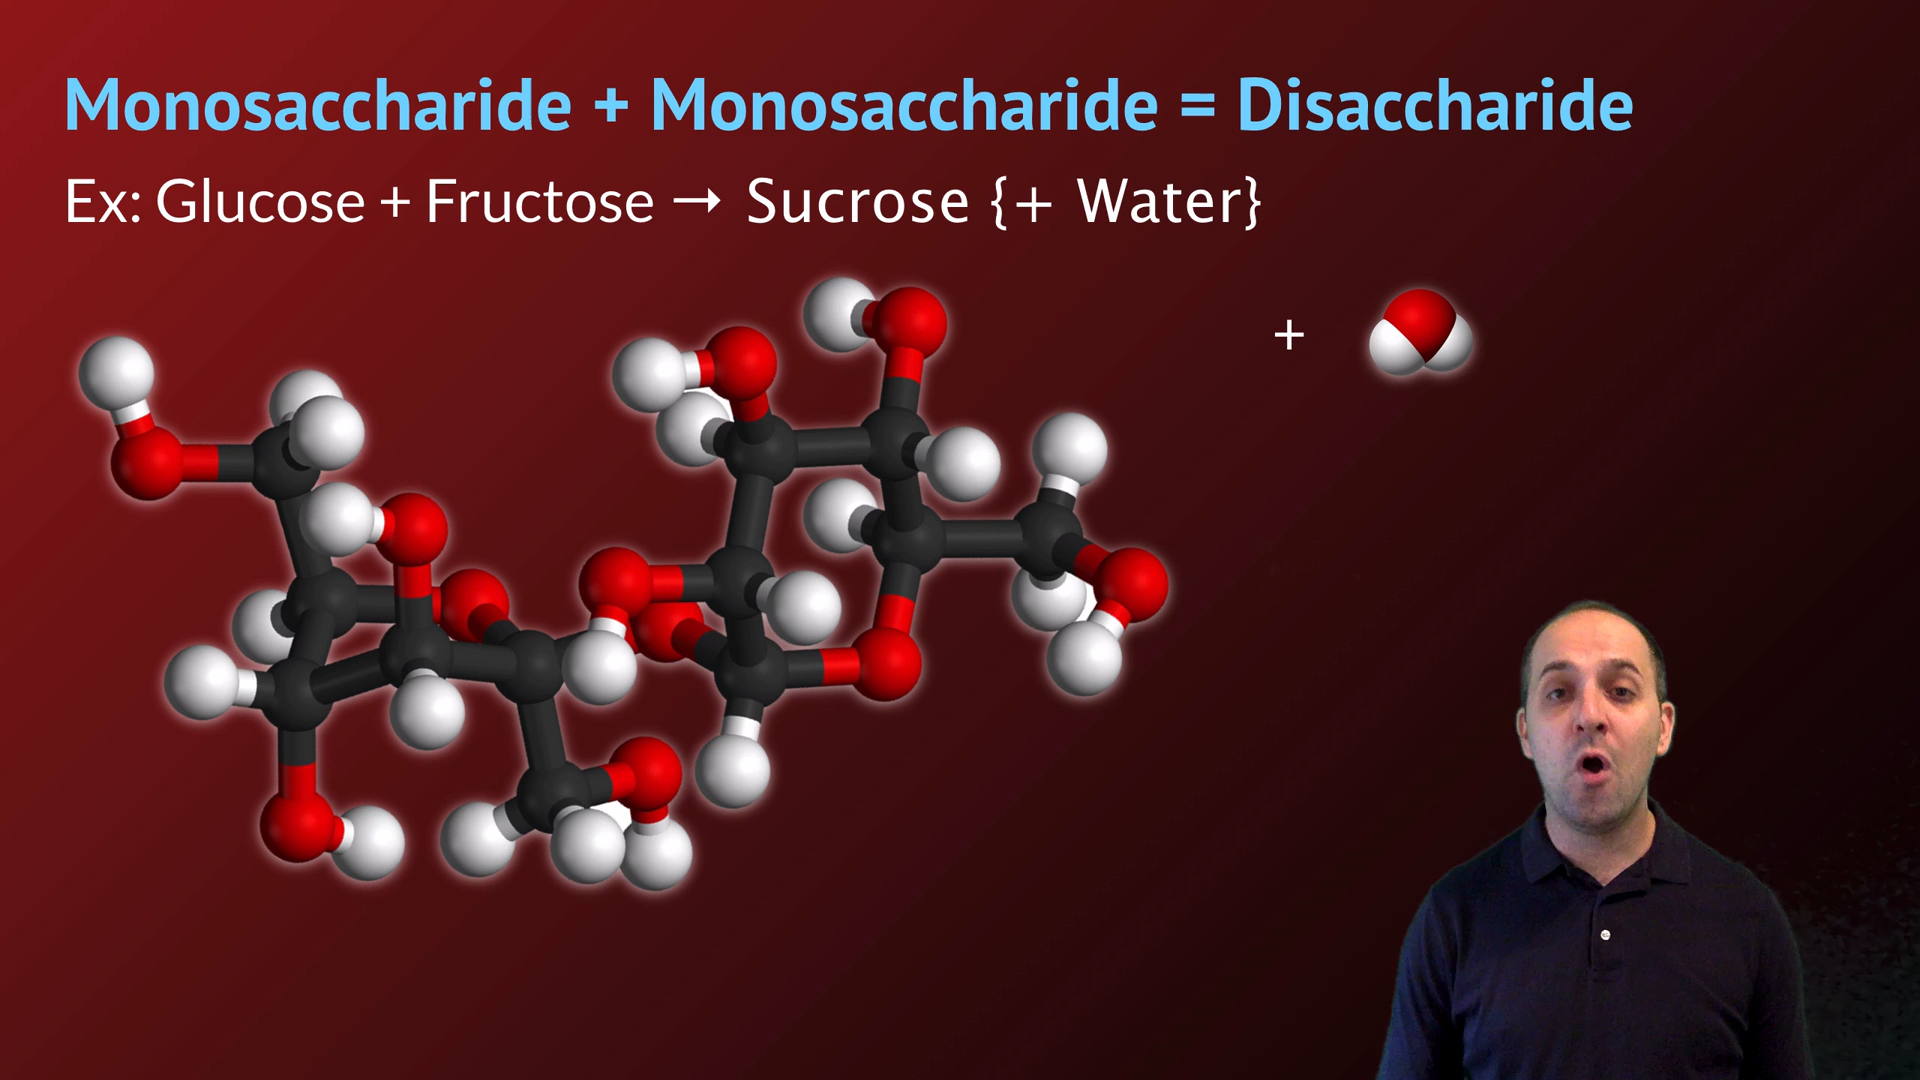 Monosaccharide + Monosaccharide = Disaccharide
Ex: Glucose + Fructose → Sucrose {+ Water}
+